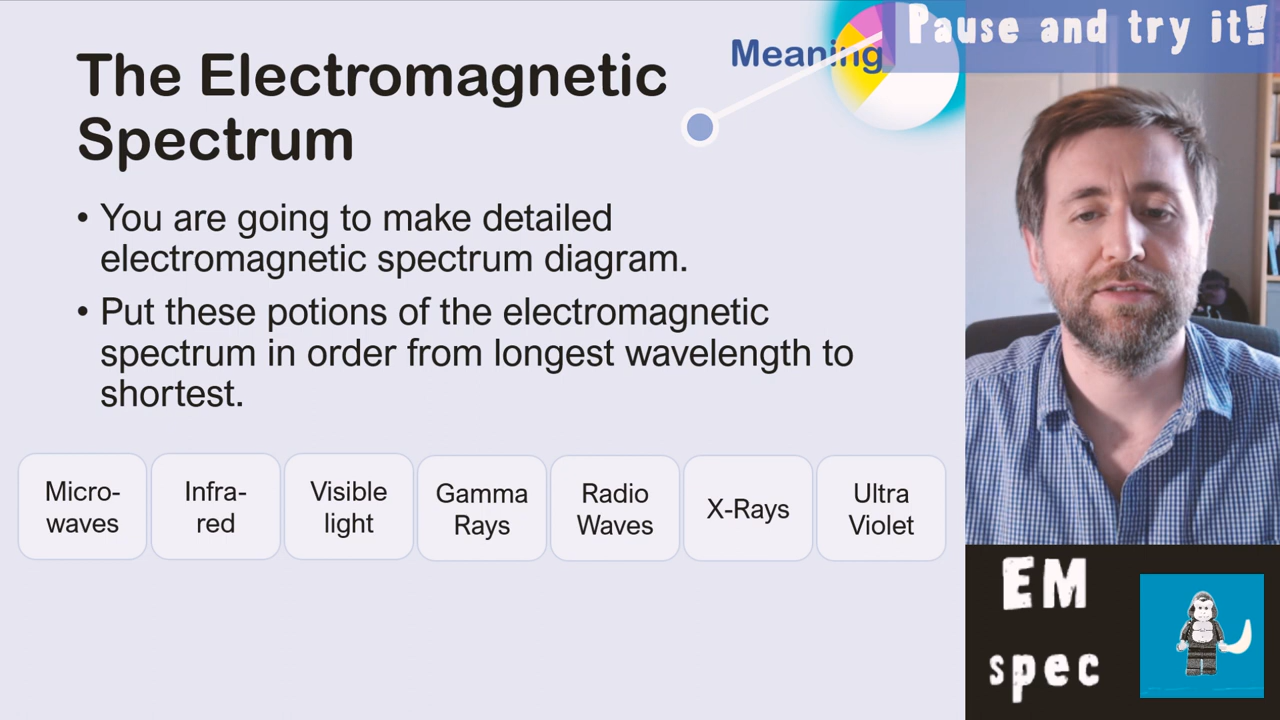 Pause and try it!
Meaning
The Electromagnetic
Spectrum
• You are going to make detailed
electromagnetic spectrum diagram.
• Put these potions of the electromagnetic
spectrum in order from longest wavelength to
shortest.
Micro-
waves
Infra-
red
Visible
light
Gamma
Rays
Radio
Waves
X-Rays
Ultra
Violet
EM
spec